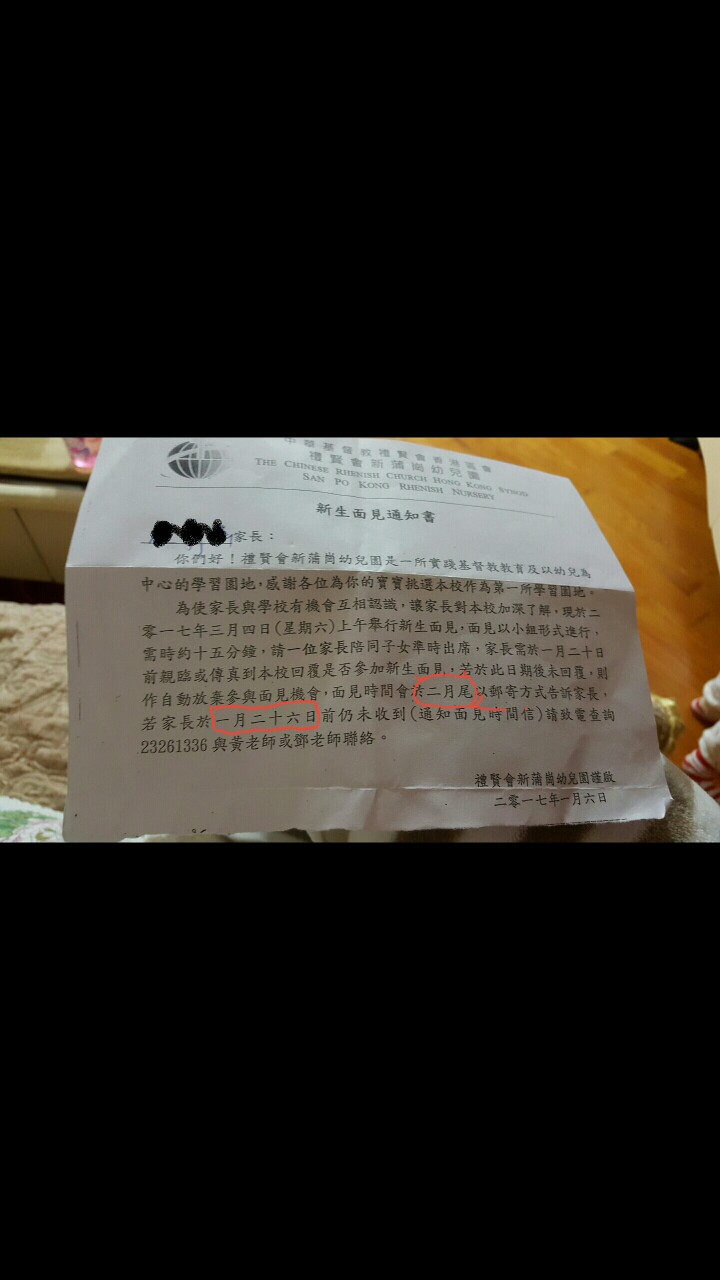 中華基督教禮賢會香港區會
禮賢會新蒲崗幼兒園
THE CHINESE RHENISH CHURCH HONG KONG SYNOD
SAN PO KONG RHENISH NURSERY
新生面見通知書
家長：
你們好！禮賢會新蒲崗幼兒園是一所實踐基督教教育及以幼兒為
中心的學習園地，感謝各位為你的寶寶挑選本校作為第一所學習園地。
為使家長與學校有機會互相認識，讓家長對本校加深了解，現於二
零一七年三月四日(星期六)上午舉行新生面見，面見以小組形式進行，
需時約十五分鐘，請一位家長陪同子女準時出席，家長需於一月二十日
前親臨或傳真到本校回覆是否參加新生面見，若於此日期後未回覆，則
作自動放棄參與面見機會，面見時間會於二月尾以郵寄方式告訴家長，
若家長於一月二十六日前仍未收到(通知面見時間信)請致電查詢
23261336 與黃老師或鄧老師聯絡。
禮賢會新蒲崗幼兒園謹啟
二零一七年一月六日